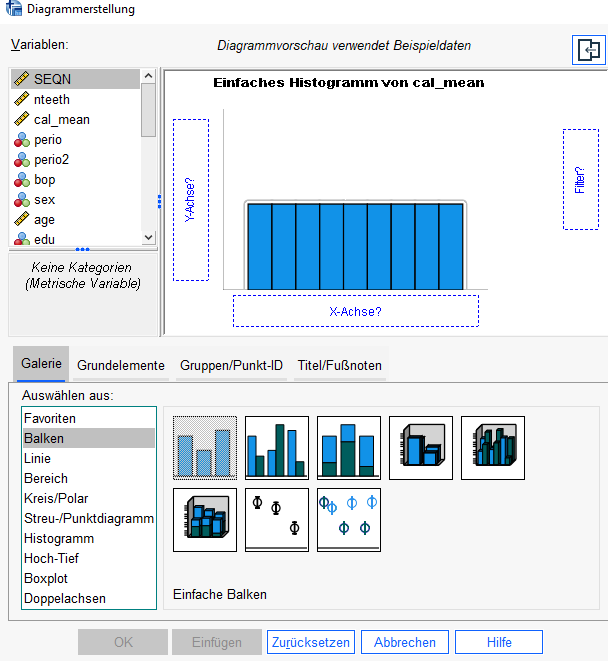 Diagrammerstellung
Variablen:
Diagrammvorschau verwendet Beispieldaten
SEQN
nteeth
cal_mean
perio
perio2
bop
sex
age
edu
Keine Kategorien
(Metrische Variable)
Einfaches Histogramm von cal_mean
Y-Achse?
Filter?
X-Achse?
Galerie
Grundelemente
Gruppen/Punkt-ID
Titel/Fußnoten
Auswählen aus:
Favoriten
Balken
Linie
Bereich
Kreis/Polar
Streu-/Punktdiagramm
Histogramm
Hoch-Tief
Boxplot
Doppelachsen
Einfache Balken
OK
Einfügen
Zurücksetzen
Abbrechen
Hilfe